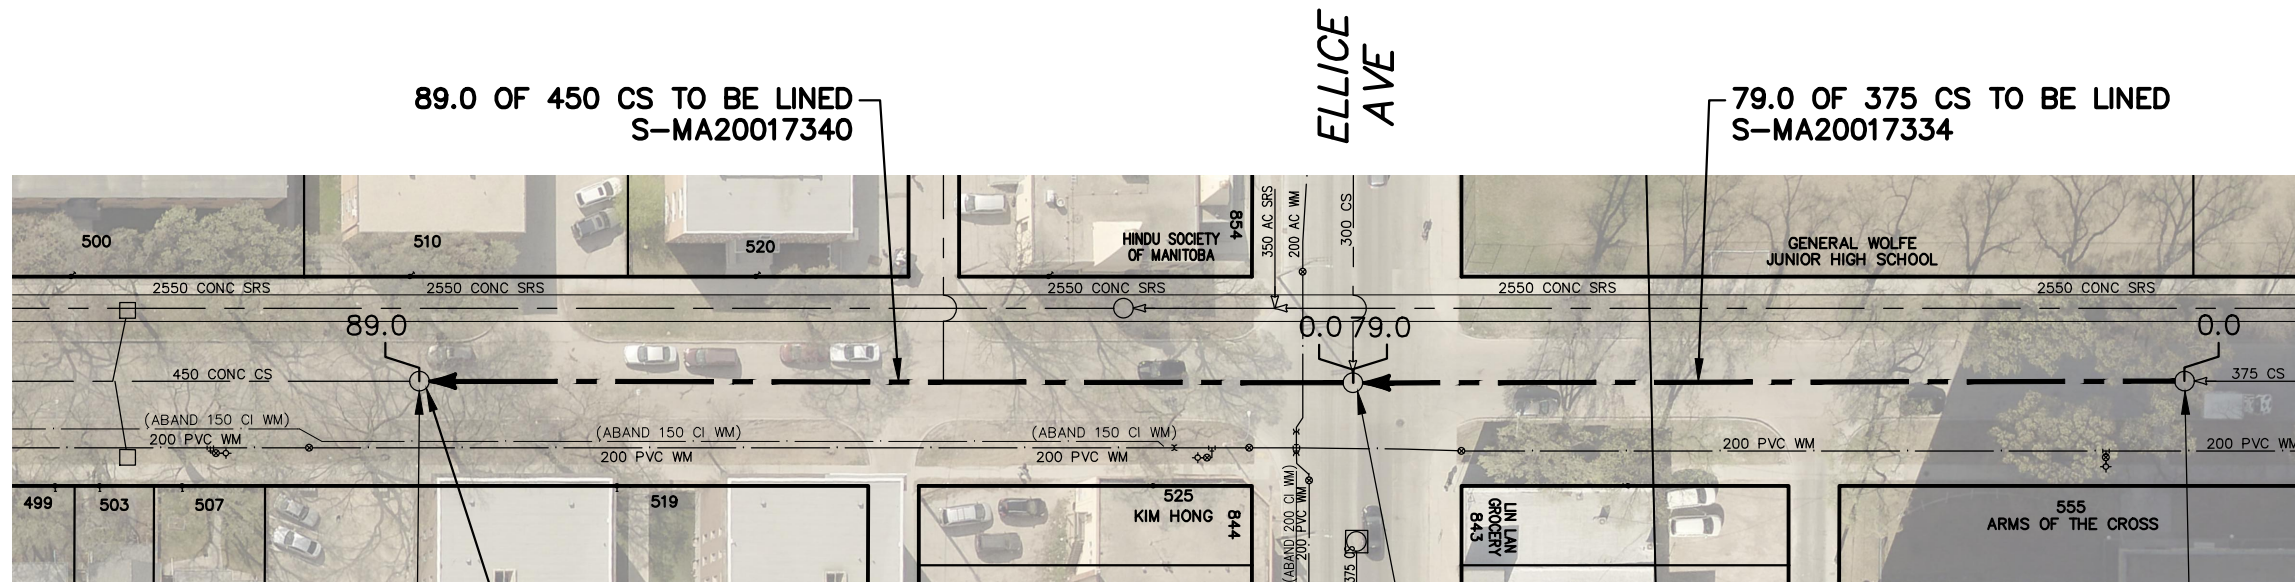 ELLICE
AVE
89.0 OF 450 CS TO BE LINED
S-MA20017340
79.0 OF 375 CS TO BE LINED
S-MA20017334
500
510
520
HINDU SOCIETY
OF MANITOBA
854
350 AC SRS
200 AC WM
300 CS
GENERAL WOLFE
JUNIOR HIGH SCHOOL
2550 CONC SRS
2550 CONC SRS
2550 CONC SRS
2550 CONC SRS
2550 CONC SRS
89.0
0.0
79.0
0.0
450 CONC CS
375 CS
(ABAND 150 CI WM)
200 PVC WM
(ABAND 150 CI WM)
200 PVC WM
(ABAND 150 CI WM)
200 PVC WM
200 PVC WM
200 PVC WM
499
503
507
519
525
KIM HONG
844
(ABAND 200 CI WM)
200 PVC WM
375 CS
LIN LAN
GROCERY
843
555
ARMS OF THE CROSS